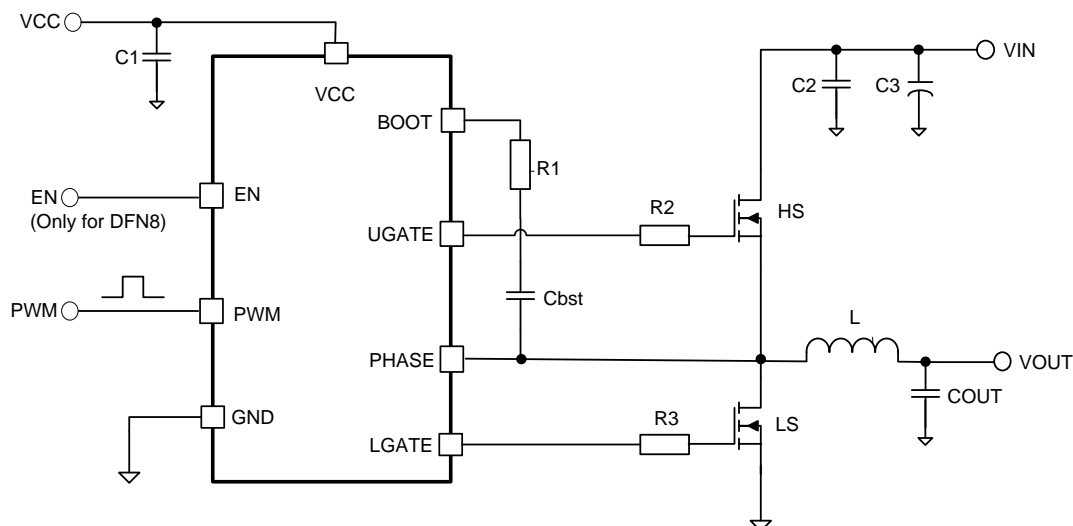 VCC
C1
VCC
BOOT
R1
C2
C3
VIN
EN
(Only for DFN8)
EN
UGATE
R2
HS
PWM
PWM
Cbst
PHASE
L
VOUT
COUT
GND
LGATE
R3
LS